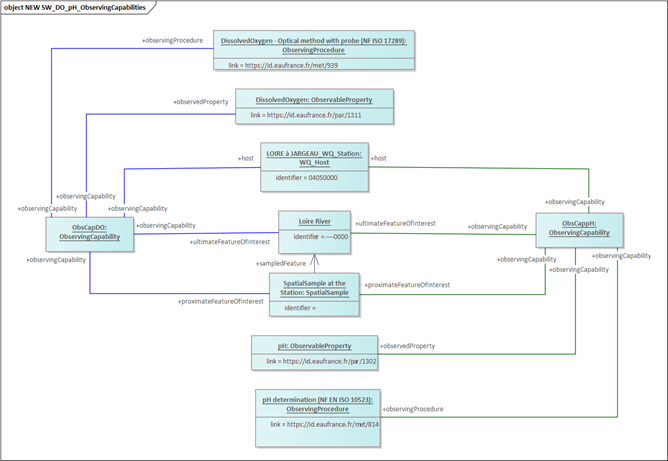 object NEW SW_DO_pH_ObservingCapabilities
DissolvedOxygen - Optical method with probe (NF ISO 17289):
ObservingProcedure
link = https://id.eaufrance.fr/met/939
+observingProcedure
DissolvedOxygen: ObservableProperty
link = https://id.eaufrance.fr/par/1311
+observedProperty
LOIRE à JARGEAU_WQ_Station:
WQ_Host
identifier = 04050000
+host
+host
+observingCapability
+observingCapability
+observingCapability
+observingCapability
ObsCapDO:
ObservingCapability
+observingCapability
+observingCapability
Loire River
identifier = ----0000
+ultimateFeatureOfInterest
+ultimateFeatureOfInterest
+observingCapability
ObsCappH:
ObservingCapability
+observingCapability
+observingCapability
+observingCapability
+sampledFeature
SpatialSample at the
Station: SpatialSample
identifier =
+proximateFeatureOfInterest
+proximateFeatureOfInterest
pH: ObservableProperty
link = https://id.eaufrance.fr/par/1302
+observedProperty
pH determination (NF EN ISO 10523):
ObservingProcedure
link = https://id.eaufrance.fr/met/814
+observingProcedure